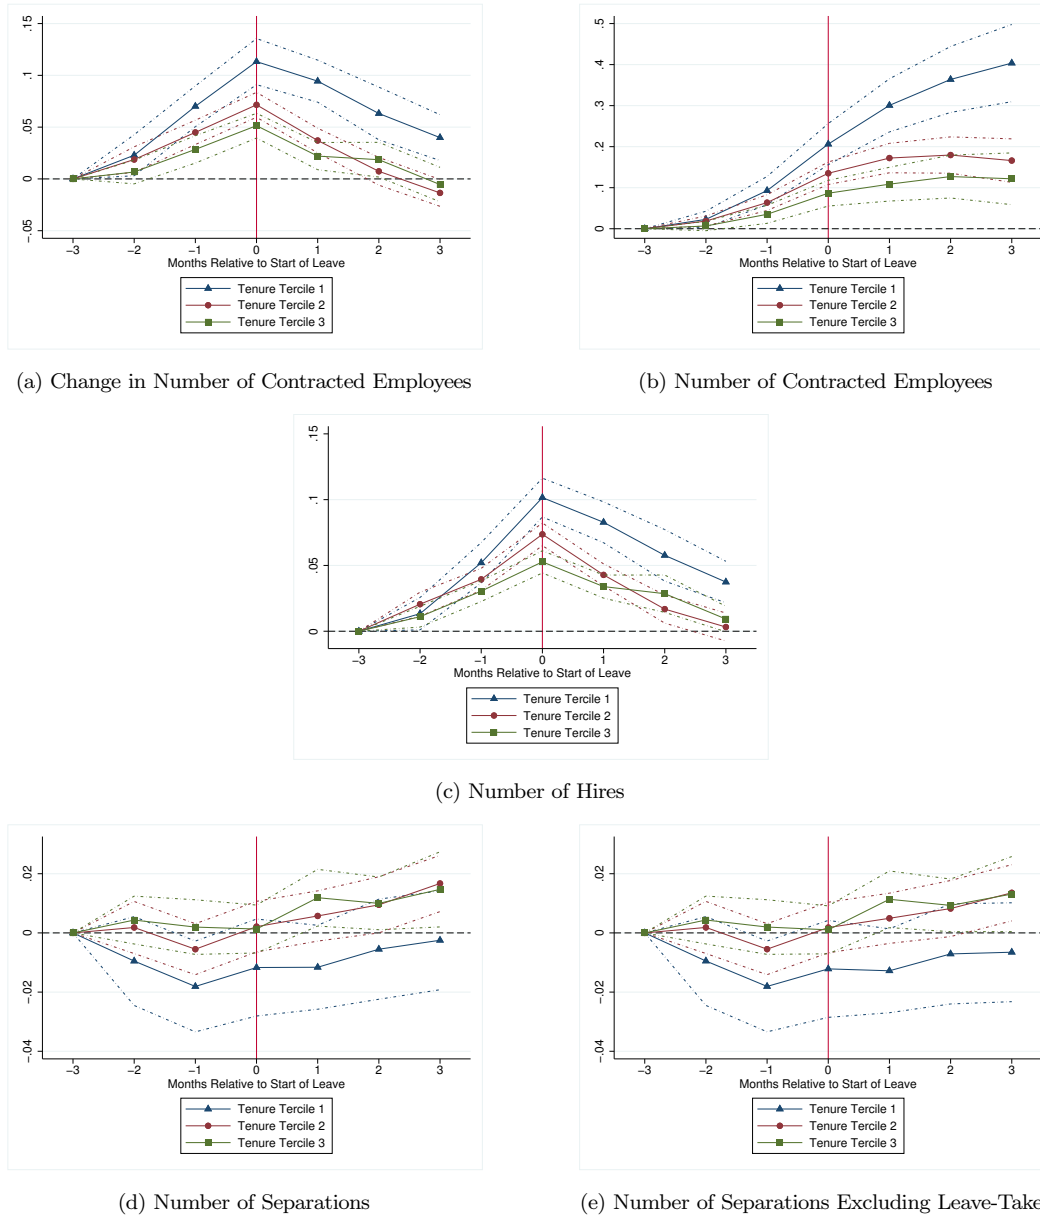 .15
.1
.05
0
-.05
−3 −2 −1 0 1 2 3
Months Relative to Start of Leave
Tenure Tercile 1
Tenure Tercile 2
Tenure Tercile 3
(a) Change in Number of Contracted Employees
.5
.4
.3
.2
.1
0
−3 −2 −1 0 1 2 3
Months Relative to Start of Leave
Tenure Tercile 1
Tenure Tercile 2
Tenure Tercile 3
(b) Number of Contracted Employees
.15
.1
.05
0
−3 −2 −1 0 1 2 3
Months Relative to Start of Leave
Tenure Tercile 1
Tenure Tercile 2
Tenure Tercile 3
(c) Number of Hires
.02
0
-.02
-.04
−3 −2 −1 0 1 2 3
Months Relative to Start of Leave
Tenure Tercile 1
Tenure Tercile 2
Tenure Tercile 3
(d) Number of Separations
.02
0
-.02
-.04
−3 −2 −1 0 1 2 3
Months Relative to Start of Leave
Tenure Tercile 1
Tenure Tercile 2
Tenure Tercile 3
(e) Number of Separations Excluding Leave-Take